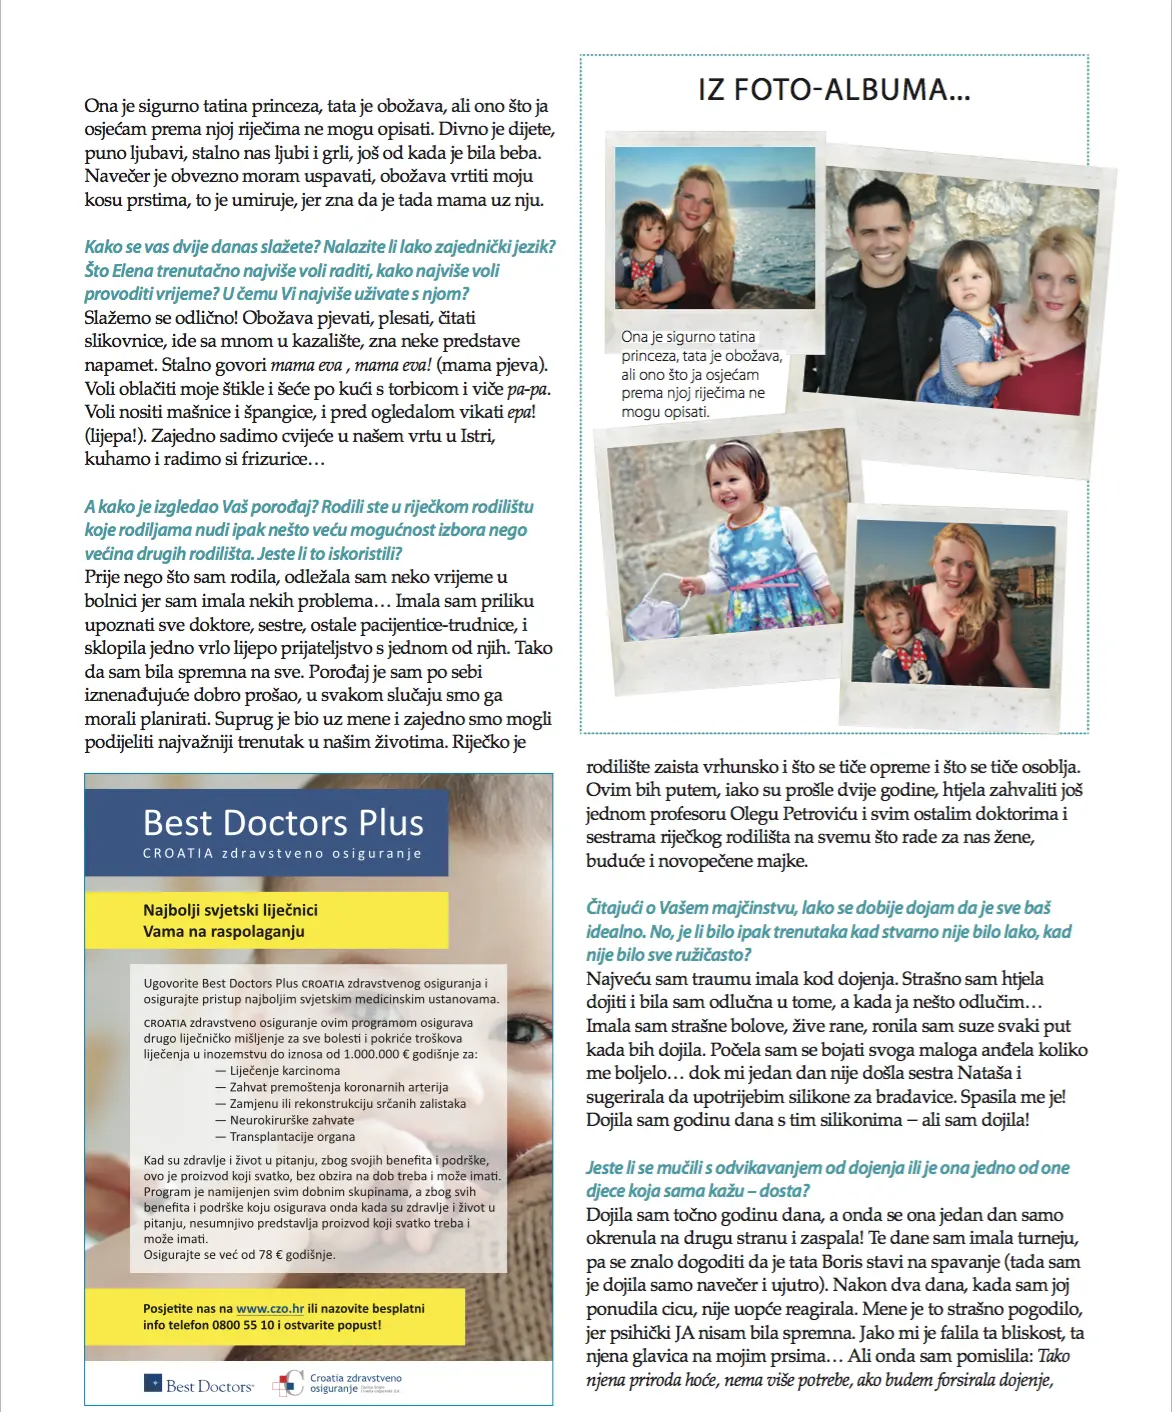 Ona je sigurno tatina princeza, tata je obožava, ali ono što ja
osjećam prema njoj riječima ne mogu opisati. Divno je dijete,
puno ljubavi, stalno nas ljubi i grli, još od kada je bila beba.
Navečer je obvezno moram uspavati, obožava vrtiti moju
kosu prstima, to je umiruje, jer zna da je tada mama uz nju.
Kako se vas dvije danas slažete? Nalazite li lako zajednički jezik?
Što Elena trenutačno najviše voli raditi, kako najviše voli
provoditi vrijeme? U čemu Vi najviše uživate s njom?
Slažemo se odlično! Obožava pjevati, plesati, čitati
slikovnice, ide sa mnom u kazalište, zna neke predstave
napamet. Stalno govori mama eva , mama eva! (mama pjeva).
Voli oblačiti moje štikle i šeće po kući s torbicom i viče pa-pa.
Voli nositi mašnice i špangice, i pred ogledalom vikati epa!
(lijepa!). Zajedno sadimo cvijeće u našem vrtu u Istri,
kuhamo i radimo si frizurice…
A kako je izgledao Vaš porođaj? Rodili ste u riječkom rodilištu
koje rodiljama nudi ipak nešto veću mogućnost izbora nego
većina drugih rodilišta. Jeste li to iskoristili?
Prije nego što sam rodila, odležala sam neko vrijeme u
bolnici jer sam imala nekih problema… Imala sam priliku
upoznati sve doktore, sestre, ostale pacijentice-trudnice, i
sklopila jedno vrlo lijepo prijateljstvo s jednom od njih. Tako
da sam bila spremna na sve. Porođaj je sam po sebi
iznenađujuće dobro prošao, u svakom slučaju smo ga
morali planirati. Suprug je bio uz mene i zajedno smo mogli
podijeliti najvažniji trenutak u našim životima. Riječko je
IZ FOTO-ALBUMA...
Ona je sigurno tatina
princeza, tata je obožava,
ali ono što ja osjećam
prema njoj riječima ne
mogu opisati.
rodilište zaista vrhunsko i što se tiče opreme i što se tiče osoblja.
Ovim bih putem, iako su prošle dvije godine, htjela zahvaliti još
jednom profesoru Olegu Petroviću i svim ostalim doktorima i
sestrama riječkog rodilišta na svemu što rade za nas žene,
buduće i novopečene majke.
Čitajući o Vašem majčinstvu, lako se dobije dojam da je sve baš
idealno. No, je li bilo ipak trenutaka kad stvarno nije bilo lako, kad
nije bilo sve ružičasto?
Najveću sam traumu imala kod dojenja. Strašno sam htjela
dojiti i bila sam odlučna u tome, a kada ja nešto odlučim…
Imala sam strašne bolove, žive rane, ronila sam suze svaki put
kada bih dojila. Počela sam se bojati svoga maloga anđela koliko
me boljelo… dok mi jedan dan nije došla sestra Nataša i
sugerirala da upotrijebim silikone za bradavice. Spasila me je!
Dojila sam godinu dana s tim silikonima – ali sam dojila!
Jeste li se mučili s odvikavanjem od dojenja ili je ona jedno od one
djece koja sama kažu – dosta?
Dojila sam točno godinu dana, a onda se ona jedan dan samo
okrenula na drugu stranu i zaspala! Te dane sam imala turneju,
pa se znalo dogoditi da je tata Boris stavi na spavanje (tada sam
je dojila samo navečer i ujutro). Nakon dva dana, kada sam joj
ponudila cicu, nije uopće reagirala. Mene je to strašno pogodilo,
jer psihički JA nisam bila spremna. Jako mi je falila ta bliskost, ta
njena glavica na mojim prsima… Ali onda sam pomislila: Tako
njena priroda hoće, nema više potrebe, ako budem forsirala dojenje,
Best Doctors Plus
CROATIA zdravstveno osiguranje
Najbolji svjetski liječnici
Vama na raspolaganju
Ugovorite Best Doctors Plus CROATIA zdravstvenog osiguranja i
osigurajte pristup najboljim svjetskim medicinskim ustanovama.
CROATIA zdravstveno osiguranje ovim programom osigurava
drugo liječničko mišljenje za sve bolesti i pokriće troškova
liječenja u inozemstvu do iznosa od 1.000.000 € godišnje za:
— Liječenje karcinoma
— Zahvat premoštenja koronarnih arterija
— Zamjenu ili rekonstrukciju srčanih zalistaka
— Neurokirurške zahvate
— Transplantacije organa
Kad su zdravlje i život u pitanju, zbog svojih benefita i podrške,
ovo je proizvod koji svatko, bez obzira na dob treba i može imati.
Program je namijenjen svim dobnim skupinama, a zbog svih
benefita i podrške koju osigurava onda kada su zdravlje i život u
pitanju, nesumnjivo predstavlja proizvod koji svatko treba i
može imati.
Osigurajte se već od 78 € godišnje.
Posjetite nas na www.czo.hr ili nazovite besplatni
info telefon 0800 55 10 i ostvarite popust!
Best Doctors
Croatia zdravstveno
osiguranje